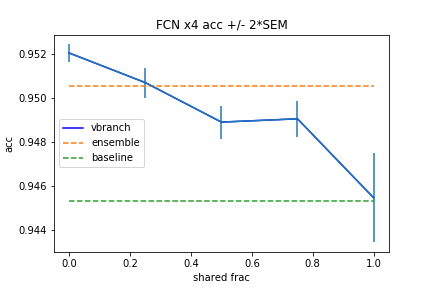 FCN x4 acc +/- 2*SEM
0.952
0.950
0.948
0.946
0.944
acc
vbranch
ensemble
baseline
0.0 0.2 0.4 0.6 0.8 1.0
shared frac